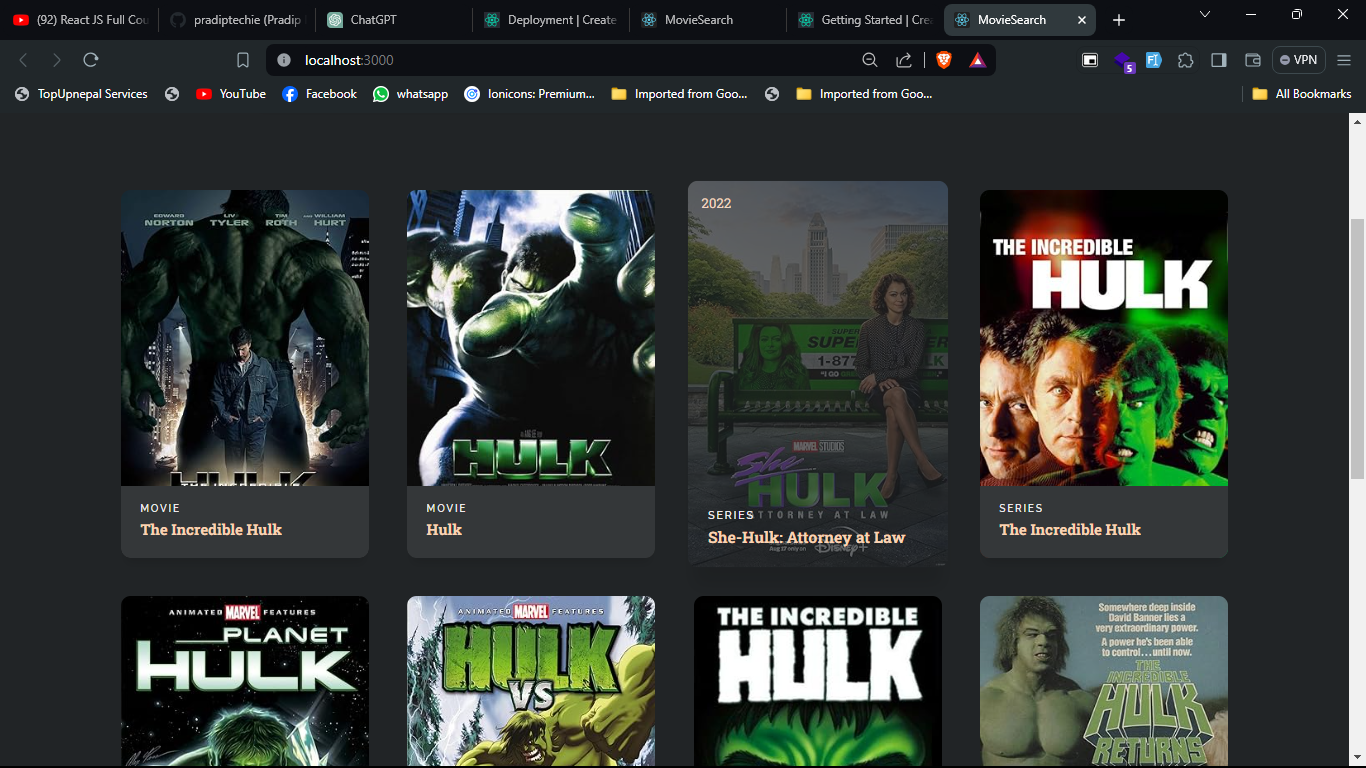 (92) React JS Full Cou
pradiptechie (Pradip
ChatGPT
Deployment | Create
MovieSearch
Getting Started | Cre
MovieSearch
localhost:3000
5
VPN
TopUpnepal Services
YouTube
Facebook
whatsapp
Ionicons: Premium...
Imported from Goo...
Imported from Goo...
All Bookmarks
EDWARD NORTON
LIV TYLER
TIM ROTH
AND WILLIAM HURT
MOVIE
The Incredible Hulk
HULK
MOVIE
Hulk
2022
SUPER
1-877
MARVEL STUDIOS
She
HULK
ATTORNEY AT LAW
Disney+
SERIES
She-Hulk: Attorney at Law
THE INCREDIBLE
HULK
SERIES
The Incredible Hulk
ANIMATED MARVEL FEATURES
PLANET
HULK
ANIMATED MARVEL FEATURES
HULK
VS
THE INCREDIBLE
HULK
Somewhere deep inside
David Banner lies a
very extraordinary power.
A power he's been able
to control...until now.
THE
INCREDIBLE
HULK
RETURNS